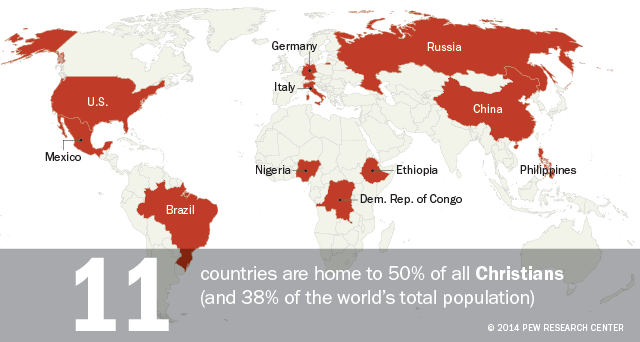 Germany
Russia
Italy
U.S.
China
Mexico
Nigeria
Ethiopia
Philippines
Dem. Rep. of Congo
Brazil
11
countries are home to 50% of all Christians
(and 38% of the world's total population)
© 2014 PEW RESEARCH CENTER